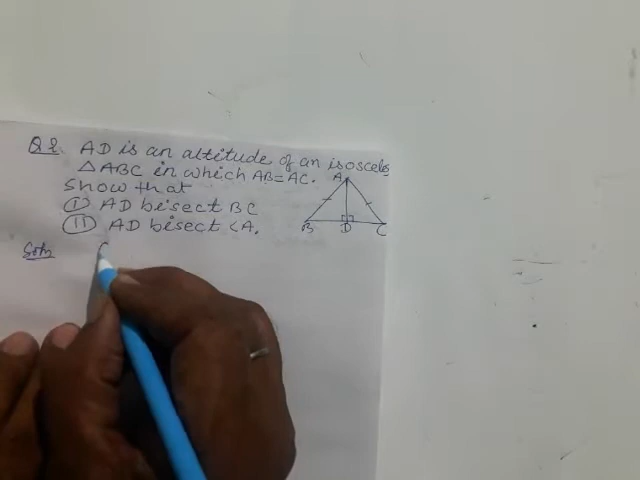 Q2. AD is an altitude of an isosceles
△ABC in which AB=AC.
Show that
(I) AD bisect BC
(II) AD bisect <A.
A
B D C
Soln